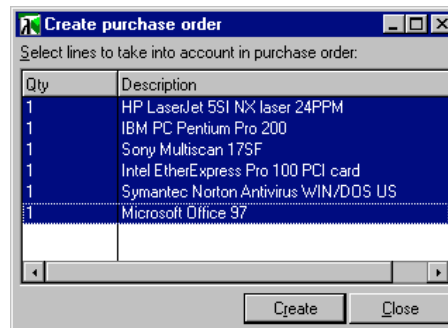 Create purchase order
Select lines to take into account in purchase order:
Qty Description
1 HP LaserJet 5SI NX laser 24PPM
1 IBM PC Pentium Pro 200
1 Sony Multiscan 17SF
1 Intel EtherExpress Pro 100 PCI card
1 Symantec Norton Antivirus WIN/DOS US
1 Microsoft Office 97
Create Close